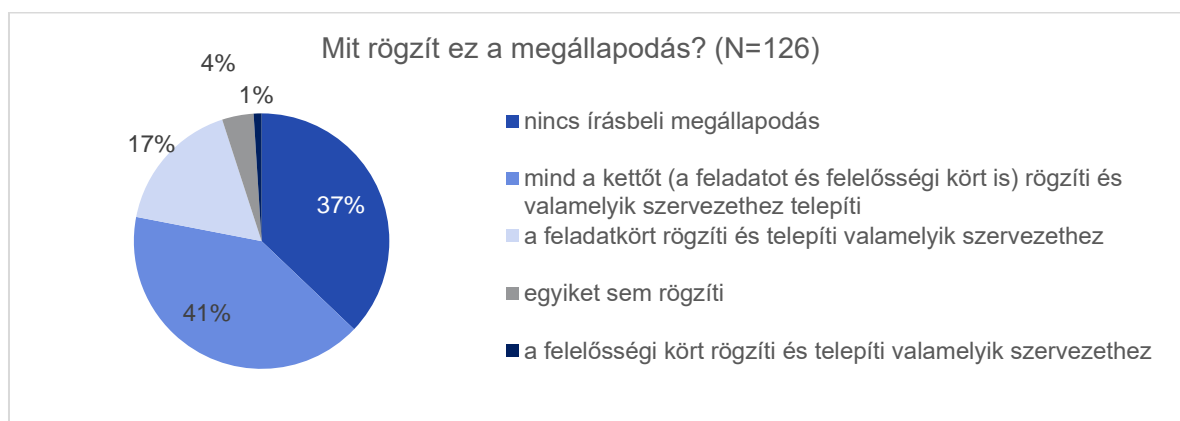 Mit rögzít ez a megállapodás? (N=126)
4%
1%
17%
37%
41%
nincs írásbeli megállapodás
mind a kettőt (a feladatot és felelősségi kört is) rögzíti és
valamelyik szervezethez telepíti
a feladatkört rögzíti és telepíti valamelyik szervezethez
egyiket sem rögzíti
a felelősségi kört rögzíti és telepíti valamelyik szervezethez